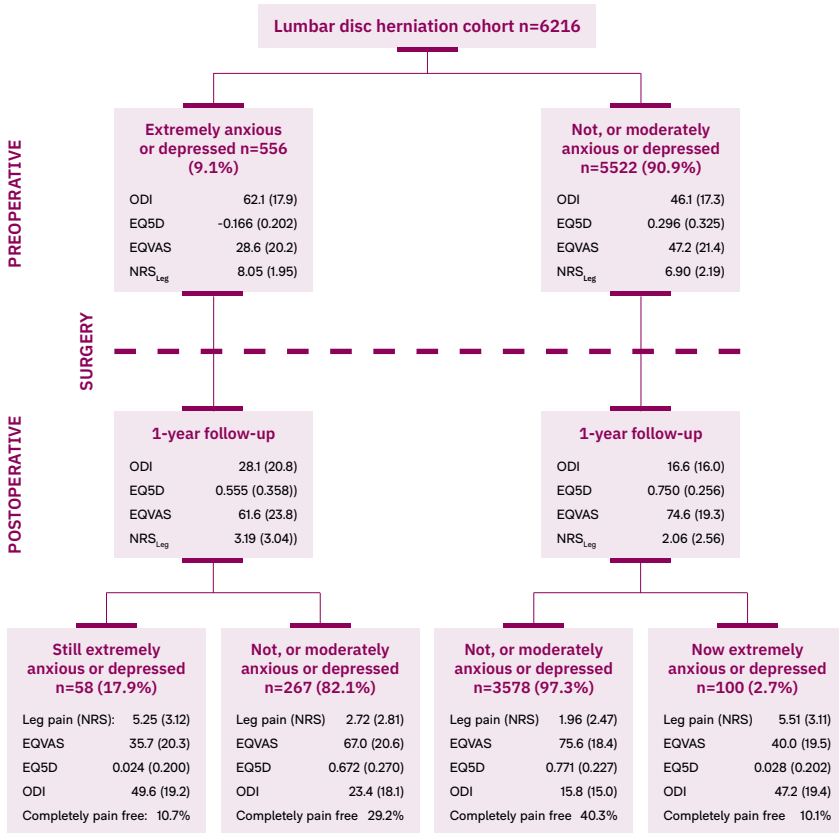 Lumbar disc herniation cohort n=6216
PREOPERATIVE
Extremely anxious
or depressed n=556
(9.1%)
ODI 62.1 (17.9)
EQ5D -0.166 (0.202)
EQVAS 28.6 (20.2)
NRS Leg 8.05 (1.95)
Not, or moderately
anxious or depressed
n=5522 (90.9%)
ODI 46.1 (17.3)
EQ5D 0.296 (0.325)
EQVAS 47.2 (21.4)
NRS Leg 6.90 (2.19)
SURGERY
POSTOPERATIVE
1-year follow-up
ODI 28.1 (20.8)
EQ5D 0.555 (0.358))
EQVAS 61.6 (23.8)
NRS Leg 3.19 (3.04))
1-year follow-up
ODI 16.6 (16.0)
EQ5D 0.750 (0.256)
EQVAS 74.6 (19.3)
NRS Leg 2.06 (2.56)
Still extremely
anxious or depressed
n=58 (17.9%)
Leg pain (NRS): 5.25 (3.12)
EQVAS 35.7 (20.3)
EQ5D 0.024 (0.200)
ODI 49.6 (19.2)
Completely pain free: 10.7%
Not, or moderately
anxious or depressed
n=267 (82.1%)
Leg pain (NRS) 2.72 (2.81)
EQVAS 67.0 (20.6)
EQ5D 0.672 (0.270)
ODI 23.4 (18.1)
Completely pain free 29.2%
Not, or moderately
anxious or depressed
n=3578 (97.3%)
Leg pain (NRS) 1.96 (2.47)
EQVAS 75.6 (18.4)
EQ5D 0.771 (0.227)
ODI 15.8 (15.0)
Completely pain free 40.3%
Now extremely
anxious or depressed
n=100 (2.7%)
Leg pain (NRS) 5.51 (3.11)
EQVAS 40.0 (19.5)
EQ5D 0.028 (0.202)
ODI 47.2 (19.4)
Completely pain free 10.1%